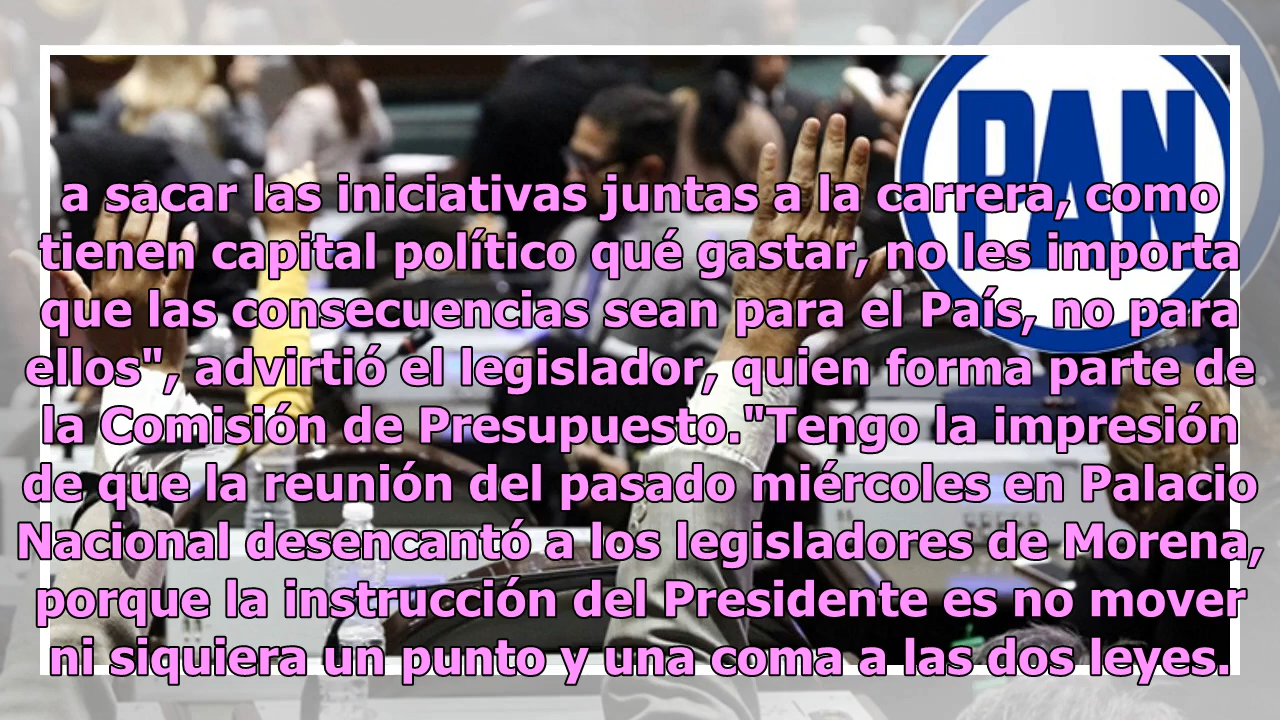 PAN
a sacar las iniciativas juntas a la carrera, como
tienen capital político qué gastar, no les importa
que las consecuencias sean para el País, no para
ellos", advirtió el legislador, quien forma parte de
la Comisión de Presupuesto."Tengo la impresión
de que la reunión del pasado miércoles en Palacio
Nacional desencantó a los legisladores de Morena,
porque la instrucción del Presidente es no mover
ni siquiera un punto y una coma a las dos leyes.